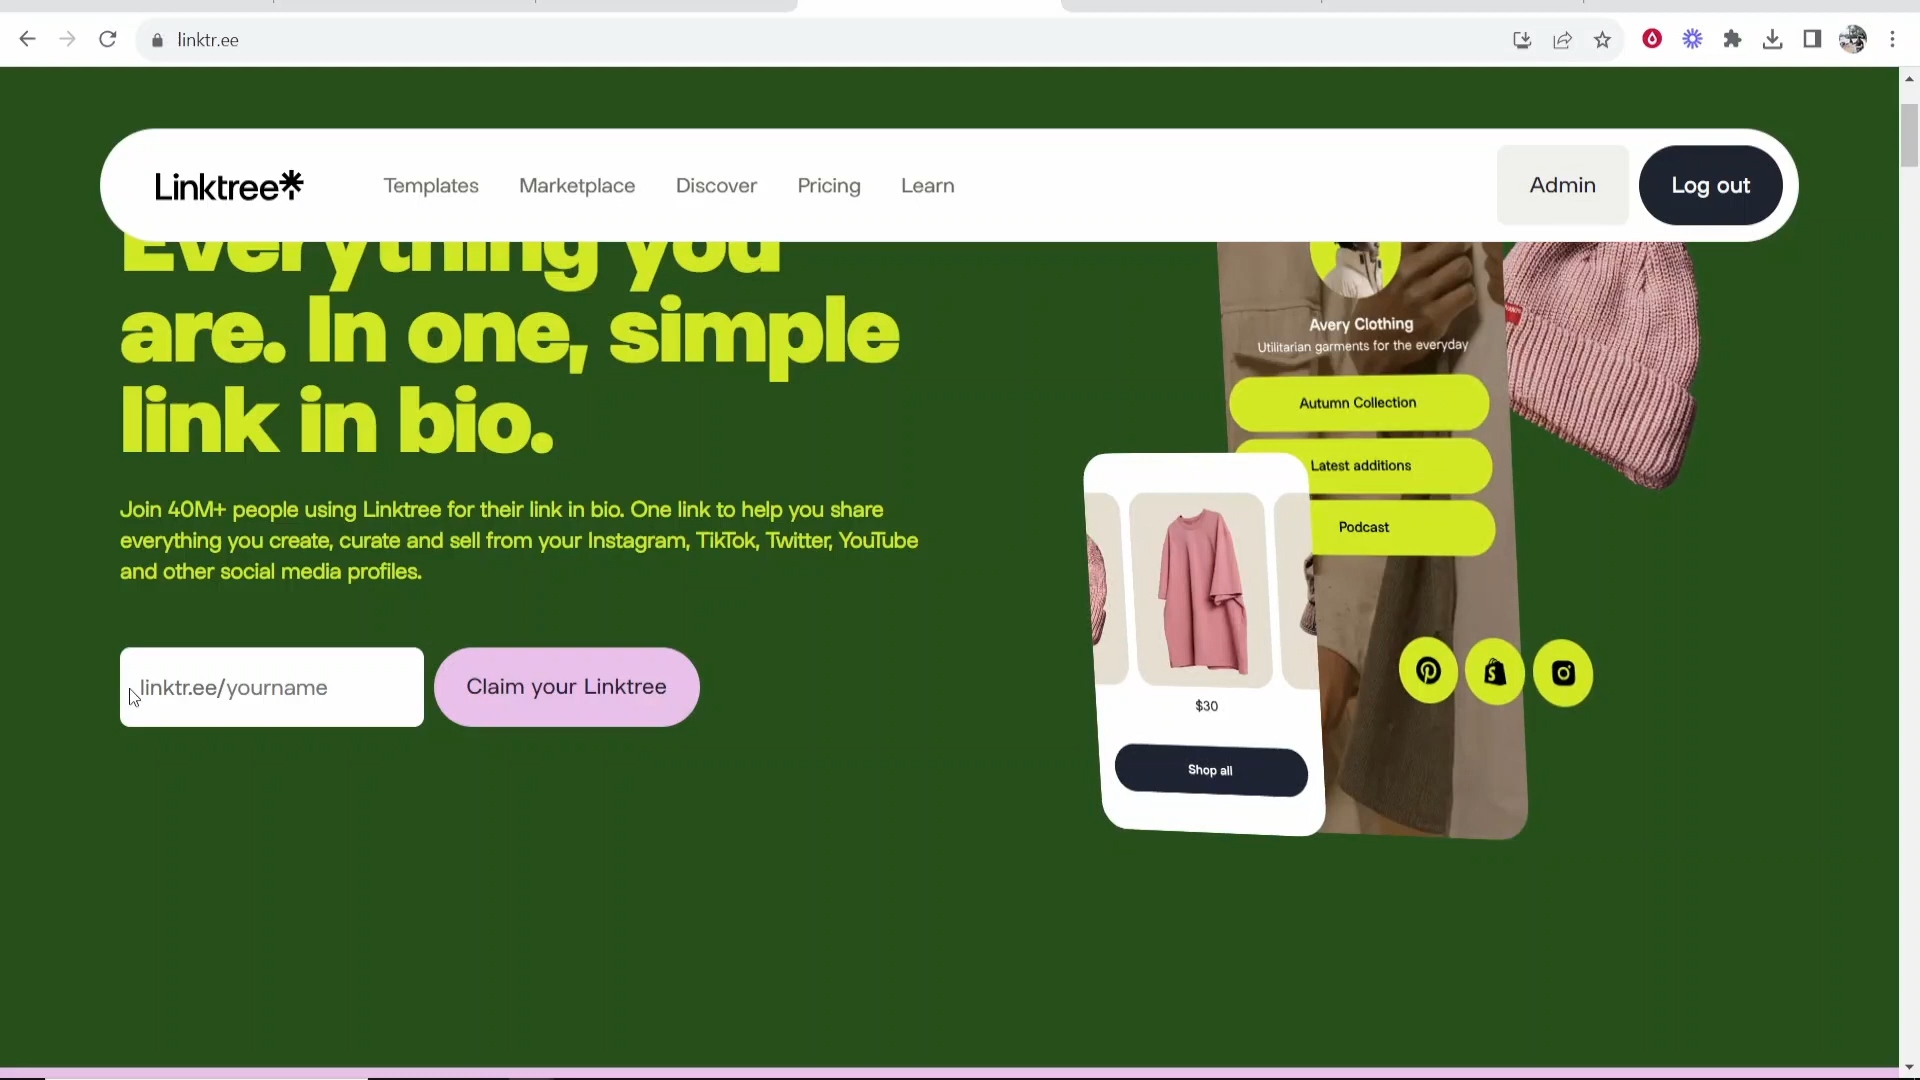 linktr.ee
Linktree
Templates
Marketplace
Discover
Pricing
Learn
Admin
Log out
Everything you
are. In one, simple
link in bio.
Join 40M+ people using Linktree for their link in bio. One link to help you share
everything you create, curate and sell from your Instagram, TikTok, Twitter, YouTube
and other social media profiles.
linktr.ee/yourname
Claim your Linktree
Avery Clothing
Utilitarian garments for the everyday
Autumn Collection
Latest additions
Podcast
$30
Shop all